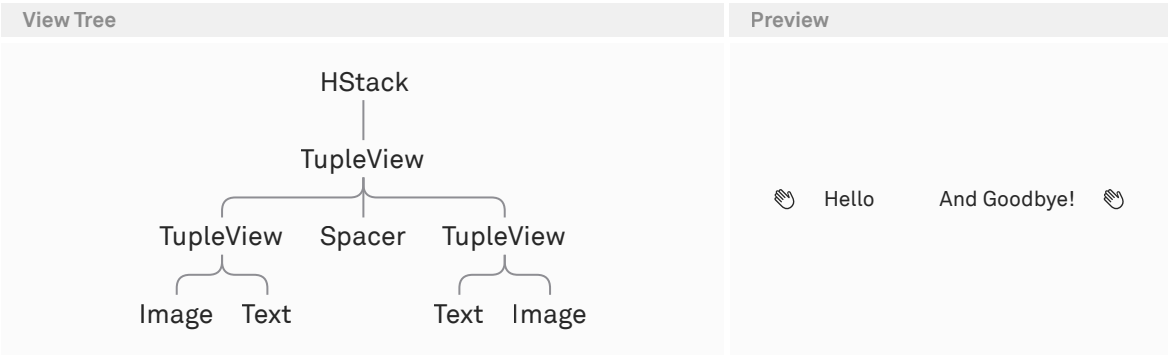 View Tree
Preview
HStack
TupleView
TupleView Spacer TupleView
Image Text Text Image
Hello And Goodbye!